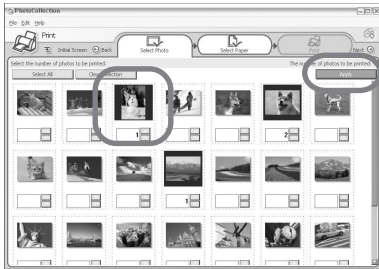 PhotoCollection
File Edit Help
Print
Initial Screen Back Select Photo Select Paper Print Next
Select the number of photos to be printed. The number of photos to be printed:
Select All Clear Selection Apply
1 2
1